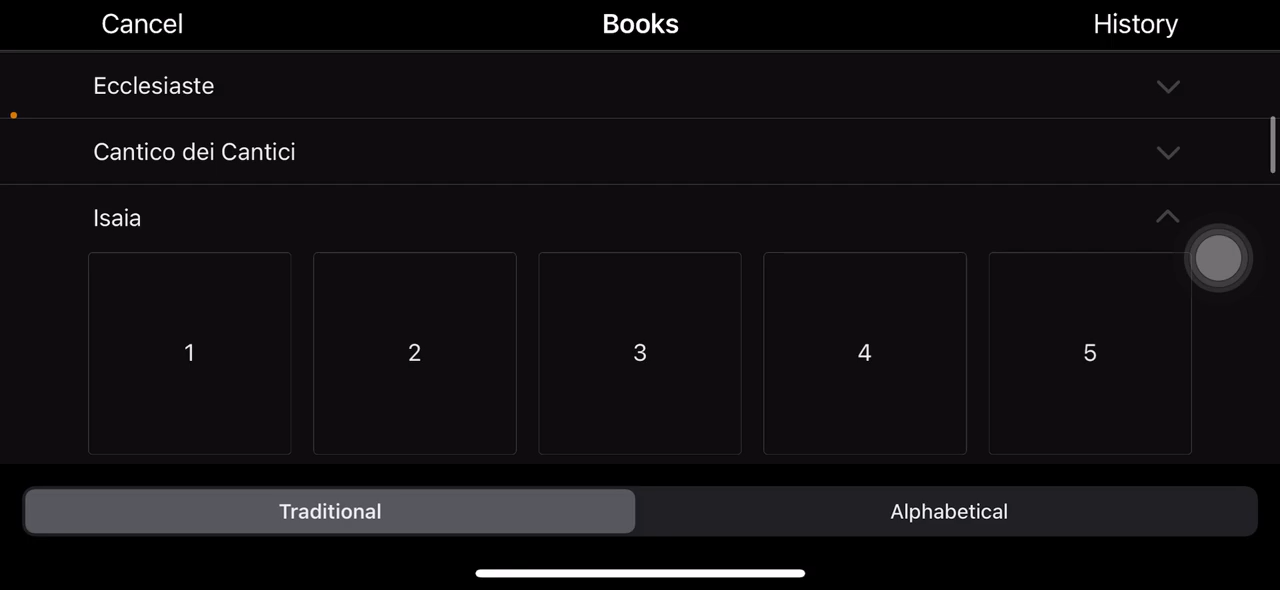 Cancel Books History
Ecclesiaste
Cantico dei Cantici
Isaia
1 2 3 4 5
Traditional Alphabetical